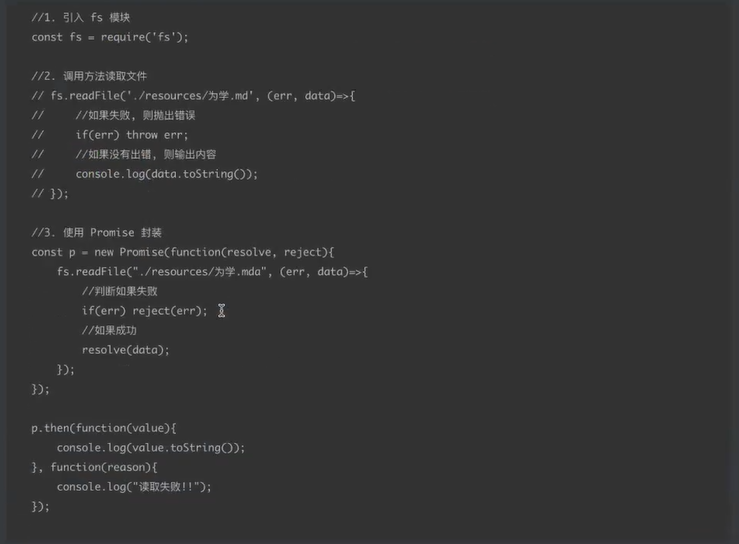 //1. 引入 fs 模块
const fs = require('fs');
//2. 调用方法读取文件
// fs.readFile('./resources/为学.md', (err, data)=>{
//     //如果失败, 则抛出错误
//     if(err) throw err;
//     //如果没有出错, 则输出内容
//     console.log(data.toString());
// });
//3. 使用 Promise 封装
const p = new Promise(function(resolve, reject){
    fs.readFile("./resources/为学.mda", (err, data)=>{
        //判断如果失败
        if(err) reject(err);
        //如果成功
        resolve(data);
    });
});
p.then(function(value){
    console.log(value.toString());
}, function(reason){
    console.log("读取失败!!");
});